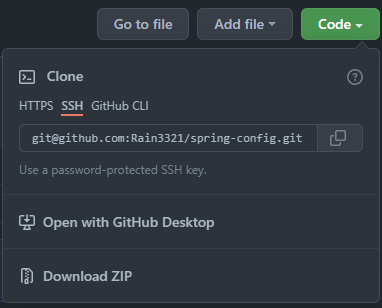 Go to file Add file Code
Clone
HTTPS SSH GitHub CLI
git@github.com:Rain3321/spring-config.git
Use a password-protected SSH key.
Open with GitHub Desktop
Download ZIP